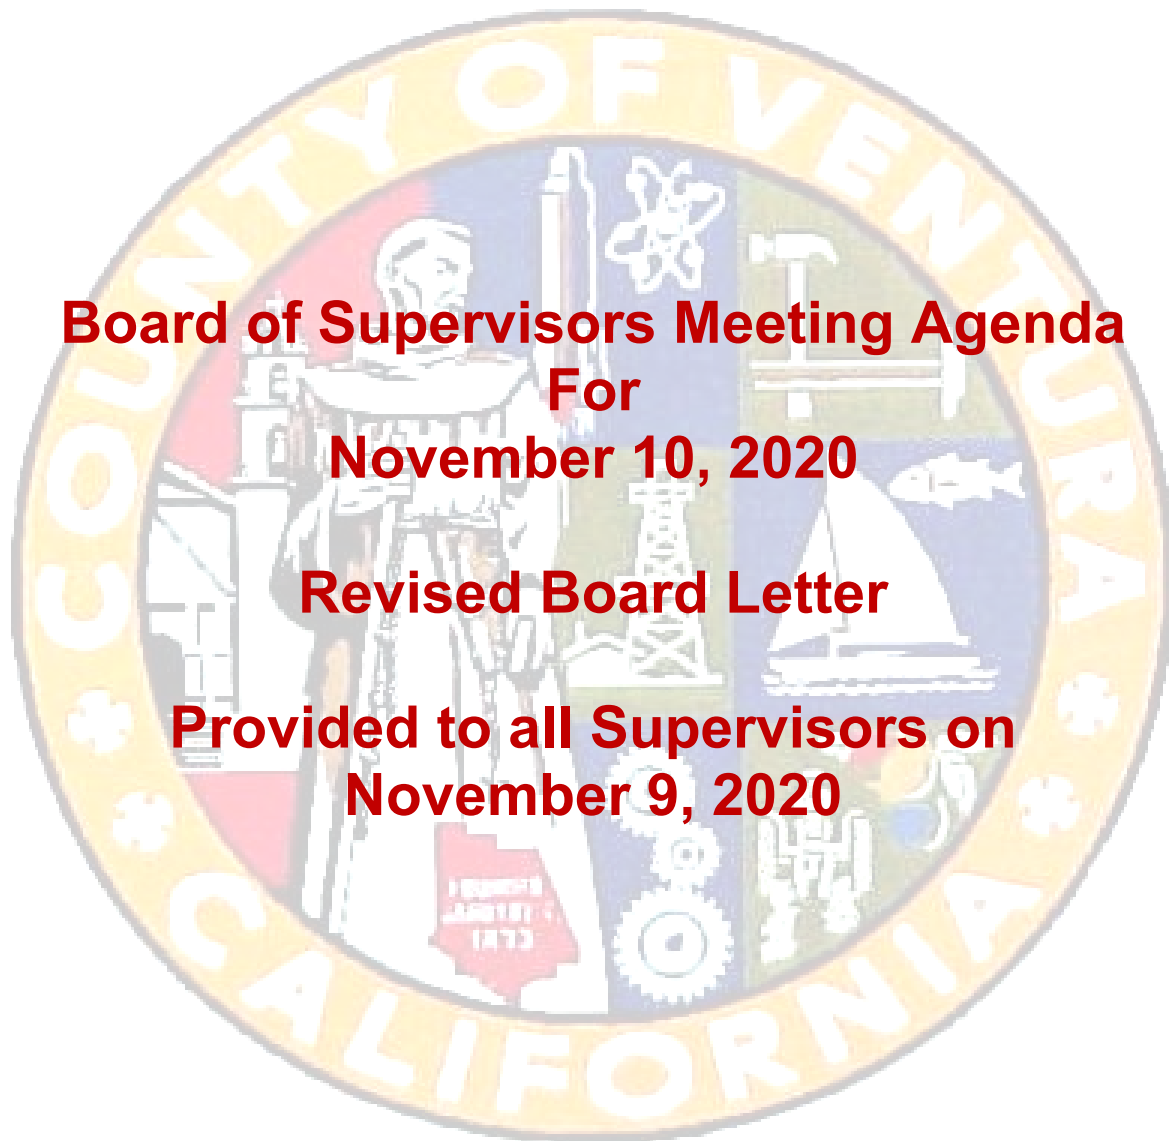 COUNTY OF VENTURA
Board of Supervisors Meeting Agenda
For
November 10, 2020
Revised Board Letter
Provided to all Supervisors on
November 9, 2020
1873
CALIFORNIA